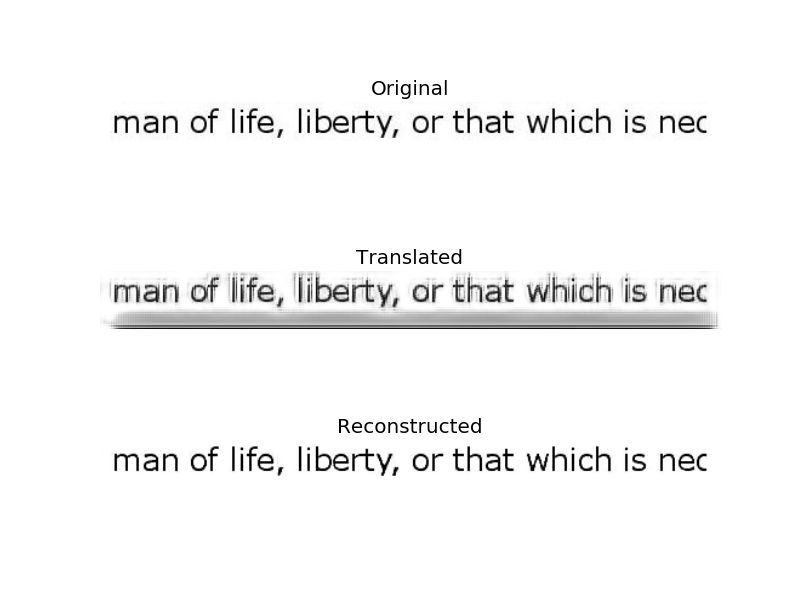 Original
man of life, liberty, or that which is nec
Translated
man of life, liberty, or that which is nec
Reconstructed
man of life, liberty, or that which is nec